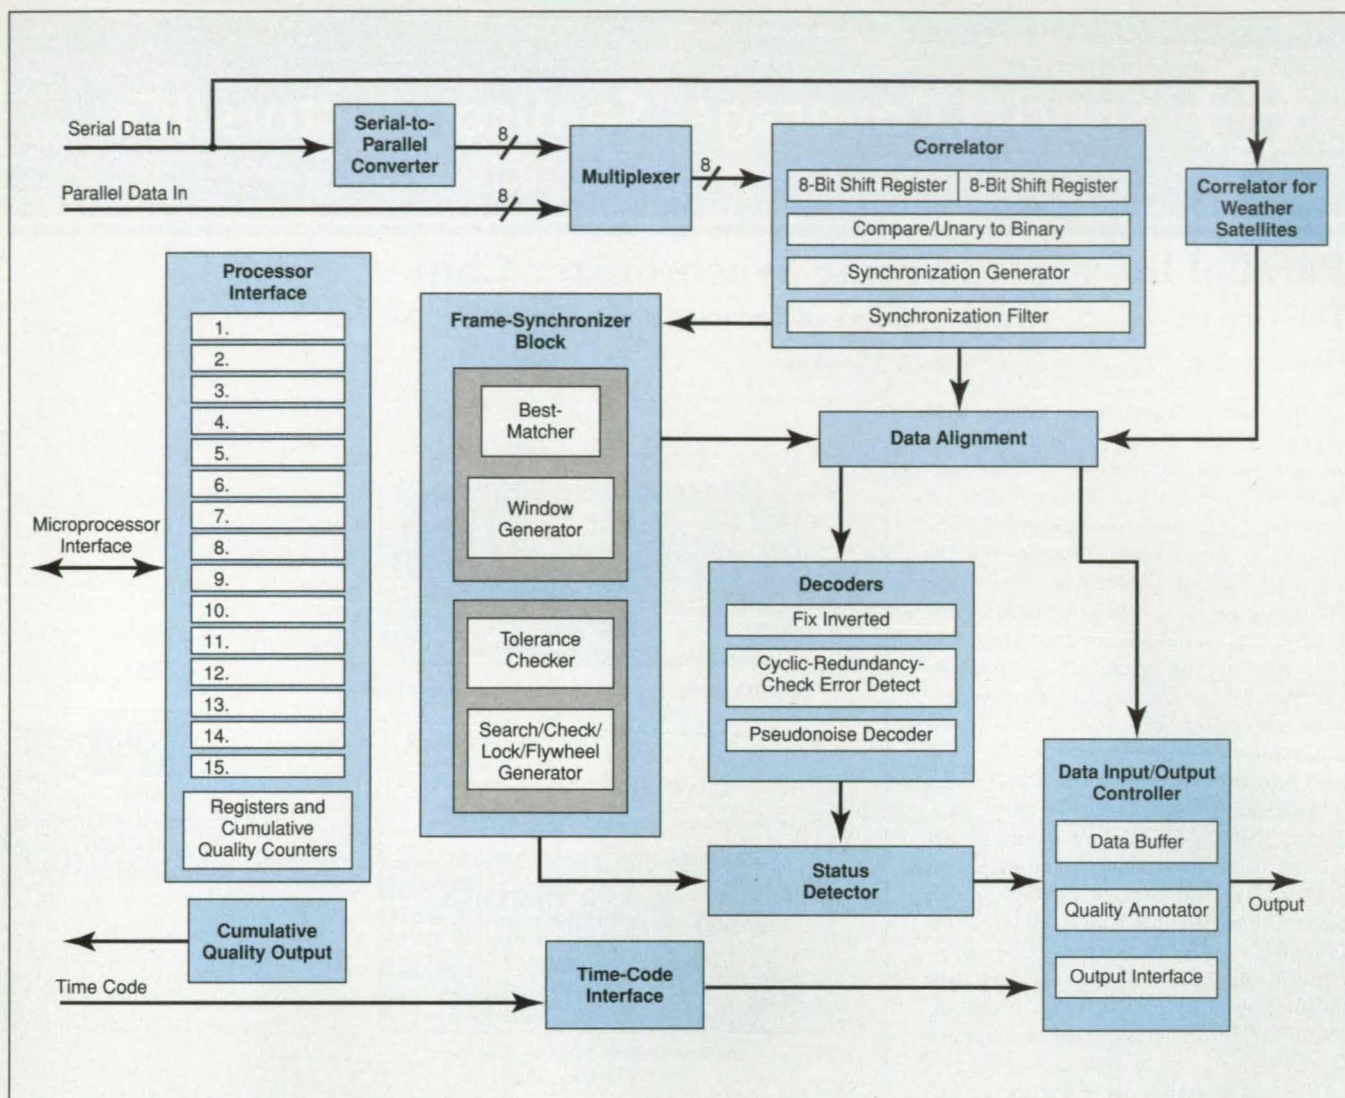 Serial Data In
Parallel Data In
Serial-to-
Parallel
Converter
8
8
Multiplexer
8
Correlator
8-Bit Shift Register
8-Bit Shift Register
Compare/Unary to Binary
Synchronization Generator
Synchronization Filter
Correlator for
Weather
Satellites
Processor
Interface
1.
2.
3.
4.
5.
6.
7.
8.
9.
10.
11.
12.
13.
14.
15.
Registers and
Cumulative
Quality Counters
Microprocessor
Interface
Frame-Synchronizer
Block
Best-
Matcher
Window
Generator
Tolerance
Checker
Search/Check/
Lock/Flywheel
Generator
Data Alignment
Decoders
Fix Inverted
Cyclic-Redundancy-
Check Error Detect
Pseudonoise Decoder
Status
Detector
Data Input/Output
Controller
Data Buffer
Quality Annotator
Output Interface
Output
Cumulative
Quality Output
Time Code
Time-Code
Interface